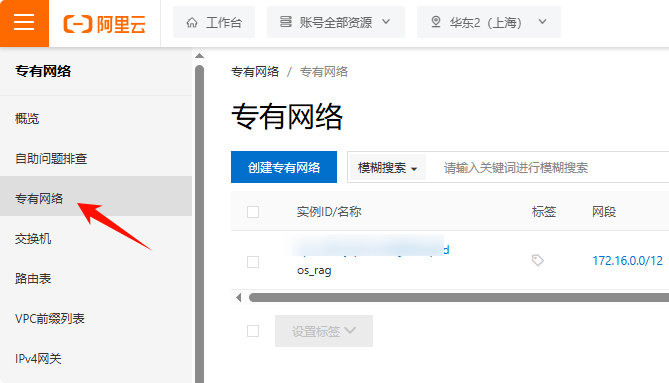 阿里云 工作台 账号全部资源 华东2（上海）
专有网络
概览
自助问题排查
专有网络
交换机
路由表
VPC前缀列表
IPv4网关
专有网络 / 专有网络
专有网络
创建专有网络 模糊搜索 请输入关键词进行模糊搜索
实例ID/名称 标签 网段
os_rag 172.16.0.0/12
设置标签